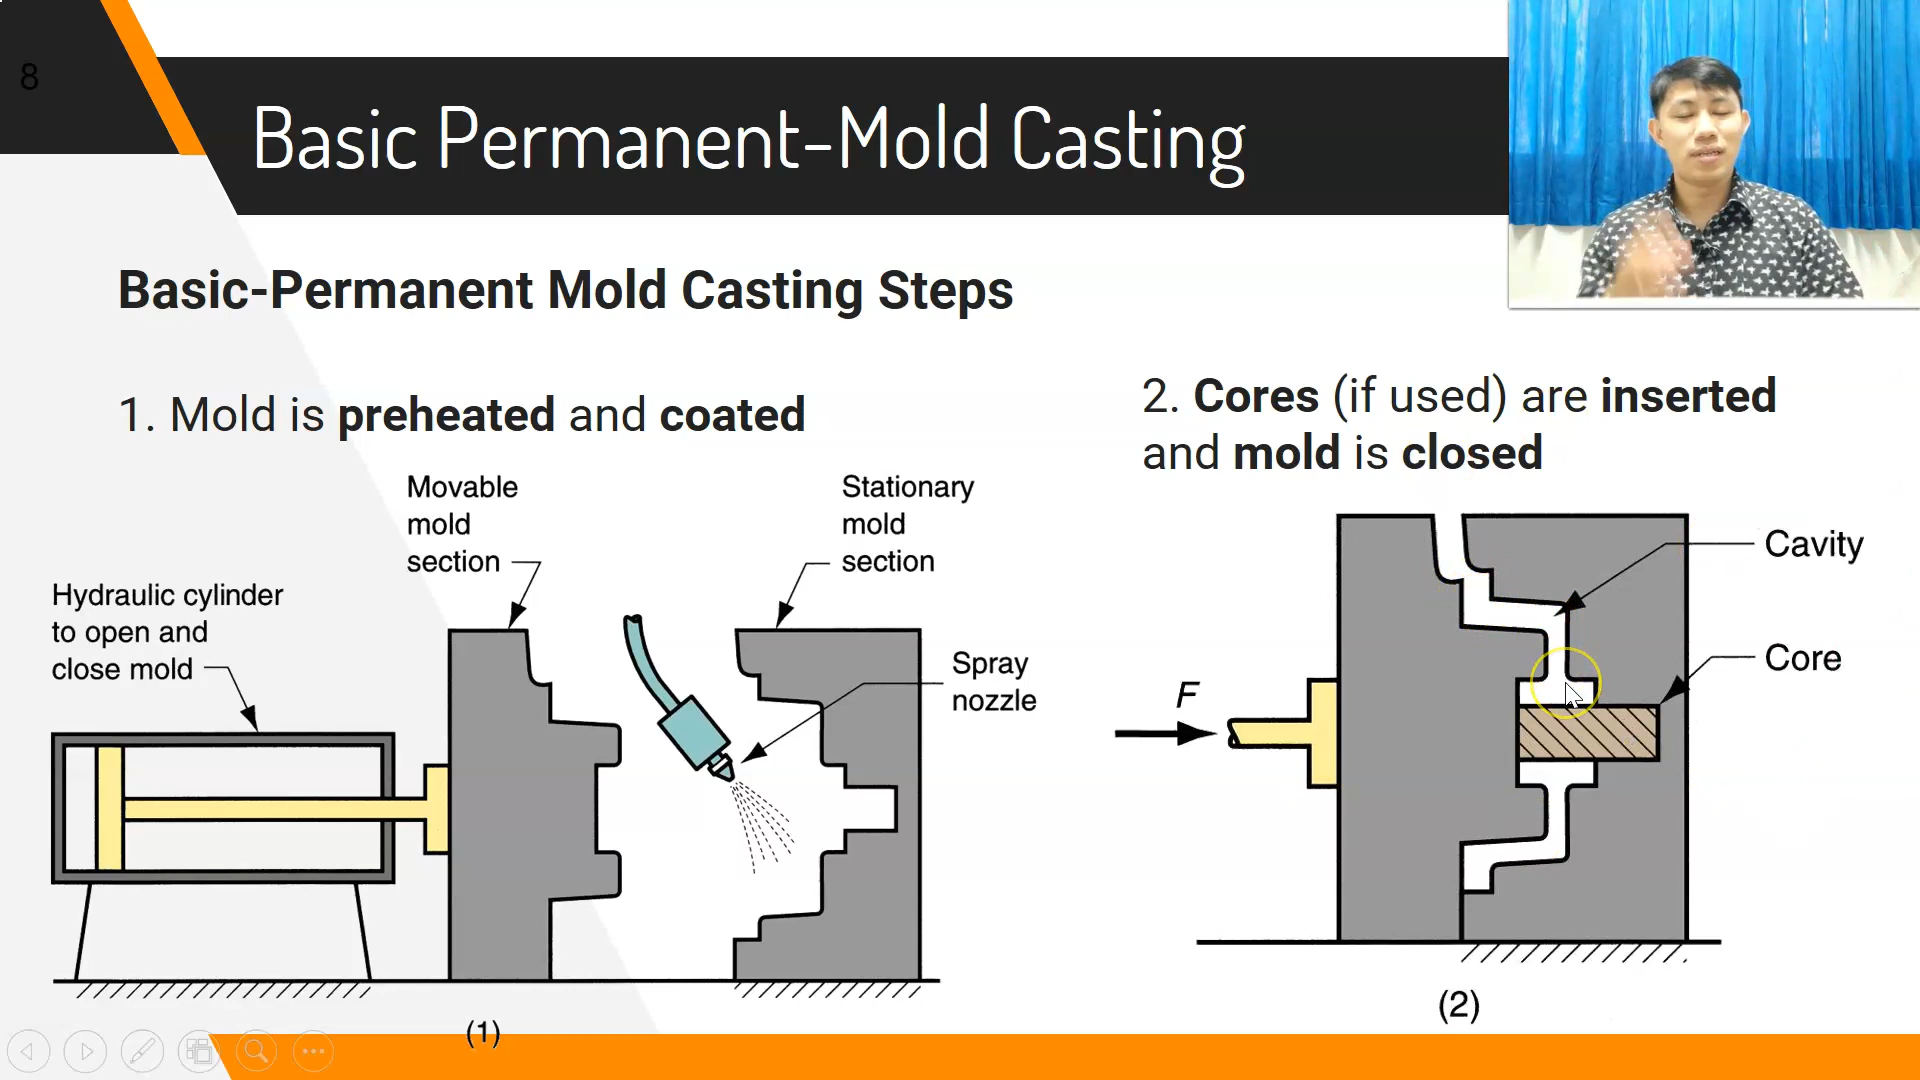 8
Basic Permanent-Mold Casting
Basic-Permanent Mold Casting Steps
1. Mold is preheated and coated
Movable
mold
section
Stationary
mold
section
Hydraulic cylinder
to open and
close mold
Spray
nozzle
(1)
2. Cores (if used) are inserted
and mold is closed
Cavity
Core
F
(2)